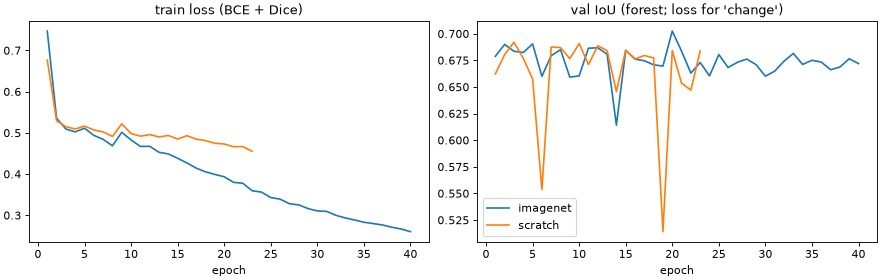 train loss (BCE + Dice)
0.7
0.6
0.5
0.4
0.3
0 5 10 15 20 25 30 35 40
epoch
val IoU (forest; loss for 'change')
0.700
0.675
0.650
0.625
0.600
0.575
0.550
0.525
imagenet
scratch
0 5 10 15 20 25 30 35 40
epoch